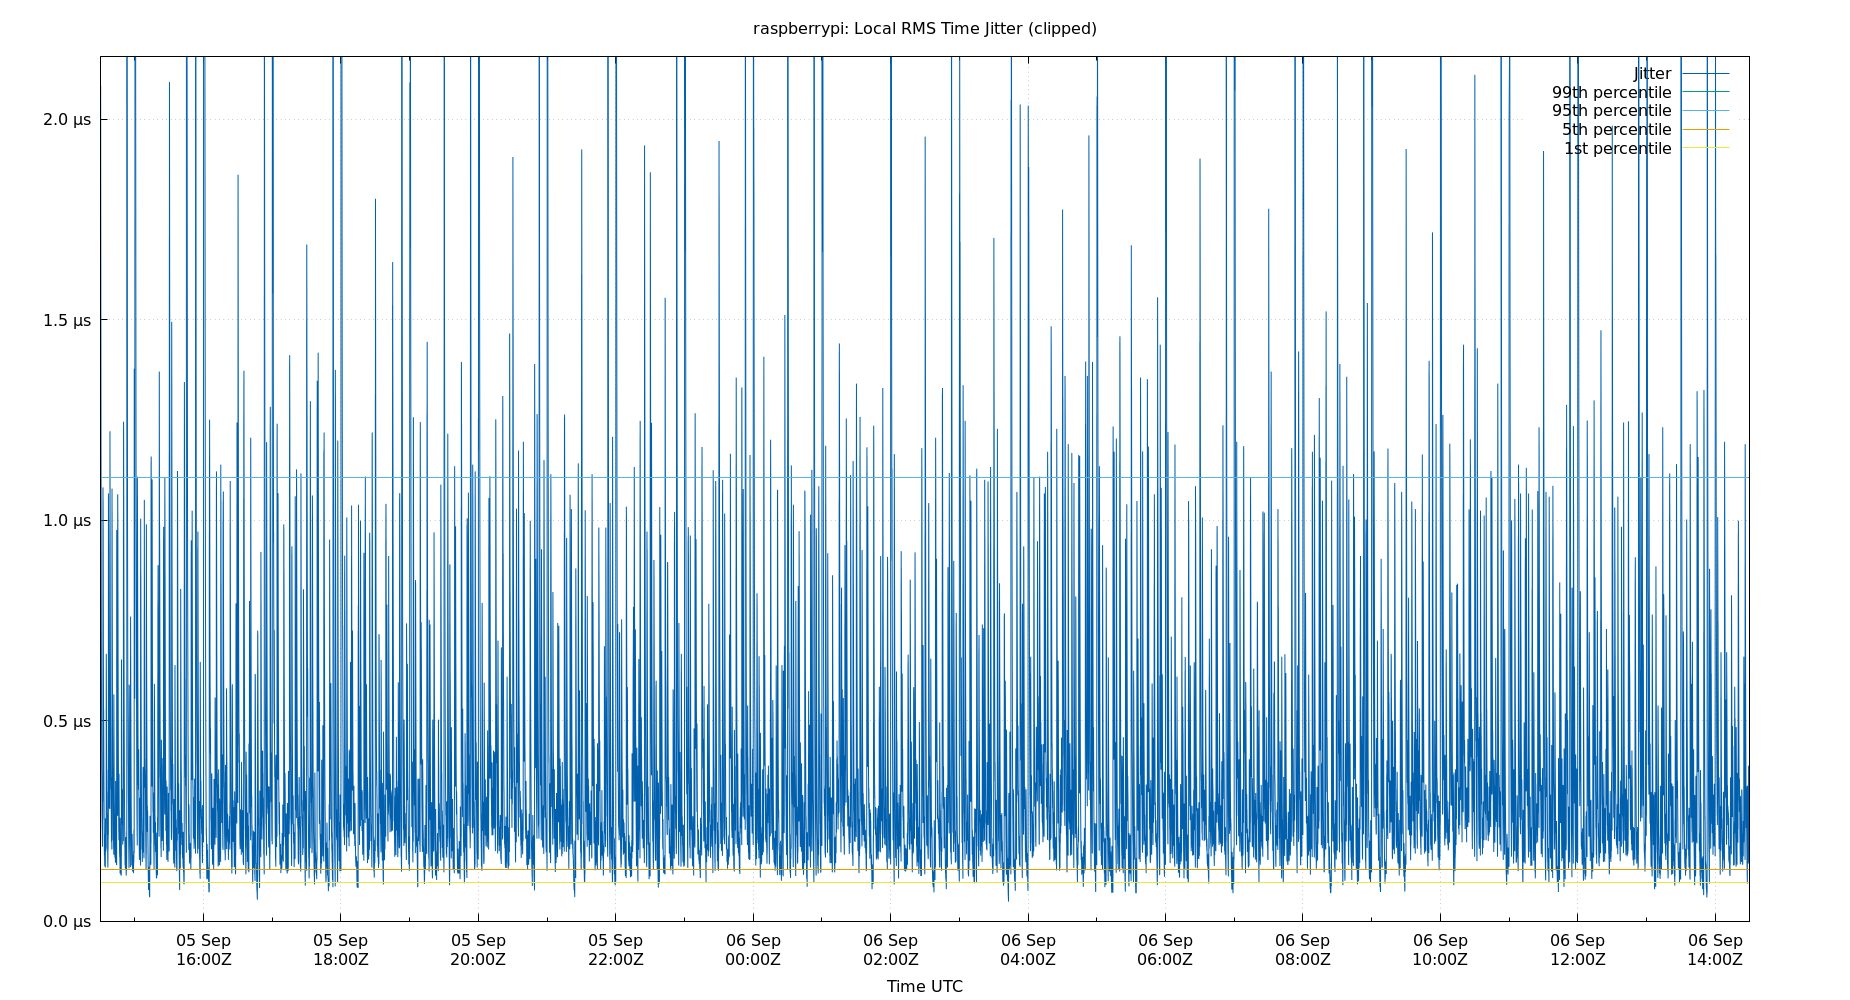 raspberrypi: Local RMS Time Jitter (clipped)
Jitter
99th percentile
95th percentile
5th percentile
1st percentile
2.0 µs
1.5 µs
1.0 µs
0.5 µs
0.0 µs
05 Sep 05 Sep 05 Sep 05 Sep 06 Sep 06 Sep 06 Sep 06 Sep 06 Sep 06 Sep 06 Sep 06 Sep
16:00Z 18:00Z 20:00Z 22:00Z 00:00Z 02:00Z 04:00Z 06:00Z 08:00Z 10:00Z 12:00Z 14:00Z
Time UTC